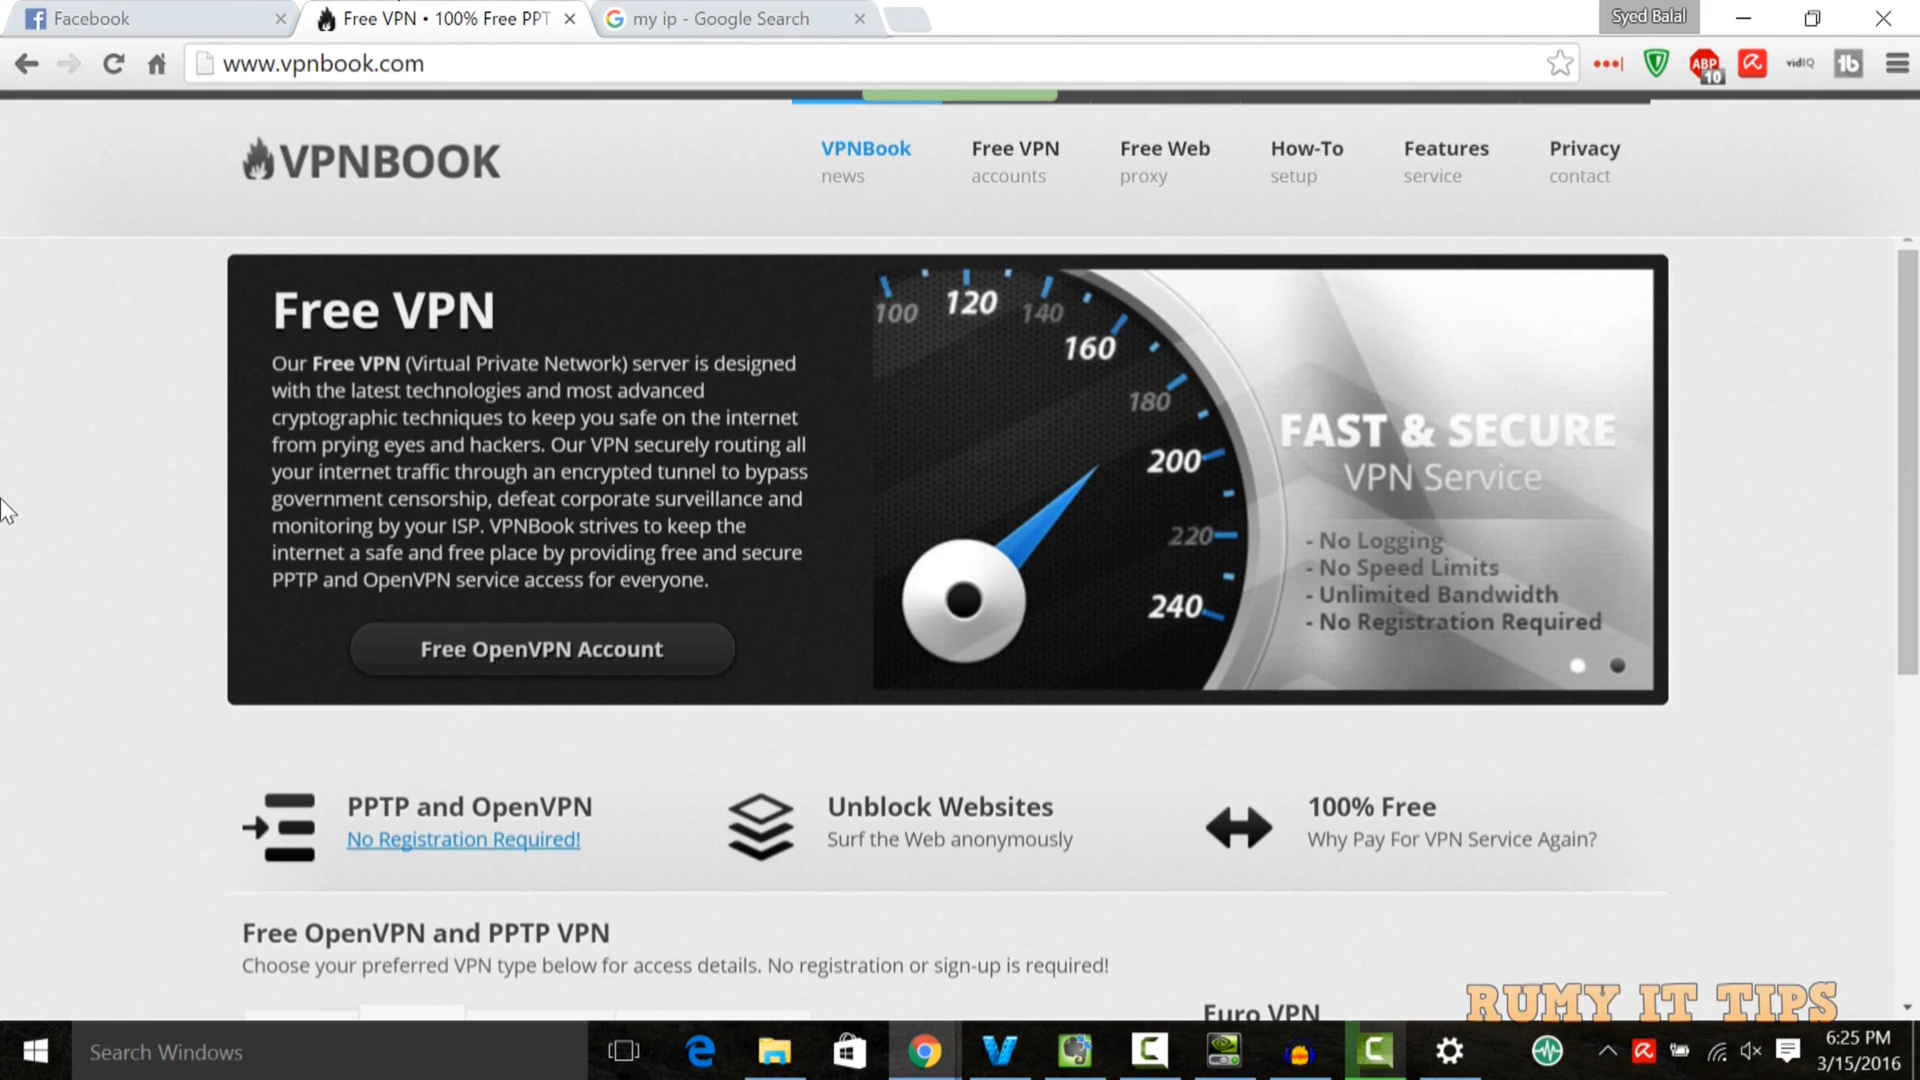 Facebook
Free VPN • 100% Free PPT
my ip - Google Search
Syed Balal
www.vpnbook.com
ABP
10
vidIQ
VPNBOOK
VPNBook
news
Free VPN
accounts
Free Web
proxy
How-To
setup
Features
service
Privacy
contact
Free VPN
Our Free VPN (Virtual Private Network) server is designed
with the latest technologies and most advanced
cryptographic techniques to keep you safe on the internet
from prying eyes and hackers. Our VPN securely routing all
your internet traffic through an encrypted tunnel to bypass
government censorship, defeat corporate surveillance and
monitoring by your ISP. VPNBook strives to keep the
internet a safe and free place by providing free and secure
PPTP and OpenVPN service access for everyone.
Free OpenVPN Account
100
120
140
160
180
200
220
240
FAST & SECURE
VPN Service
- No Logging
- No Speed Limits
- Unlimited Bandwidth
- No Registration Required
PPTP and OpenVPN
No Registration Required!
Unblock Websites
Surf the Web anonymously
100% Free
Why Pay For VPN Service Again?
Free OpenVPN and PPTP VPN
Choose your preferred VPN type below for access details. No registration or sign-up is required!
Euro VPN
RUMY IT TIPS
Search Windows
6:25 PM
3/15/2016